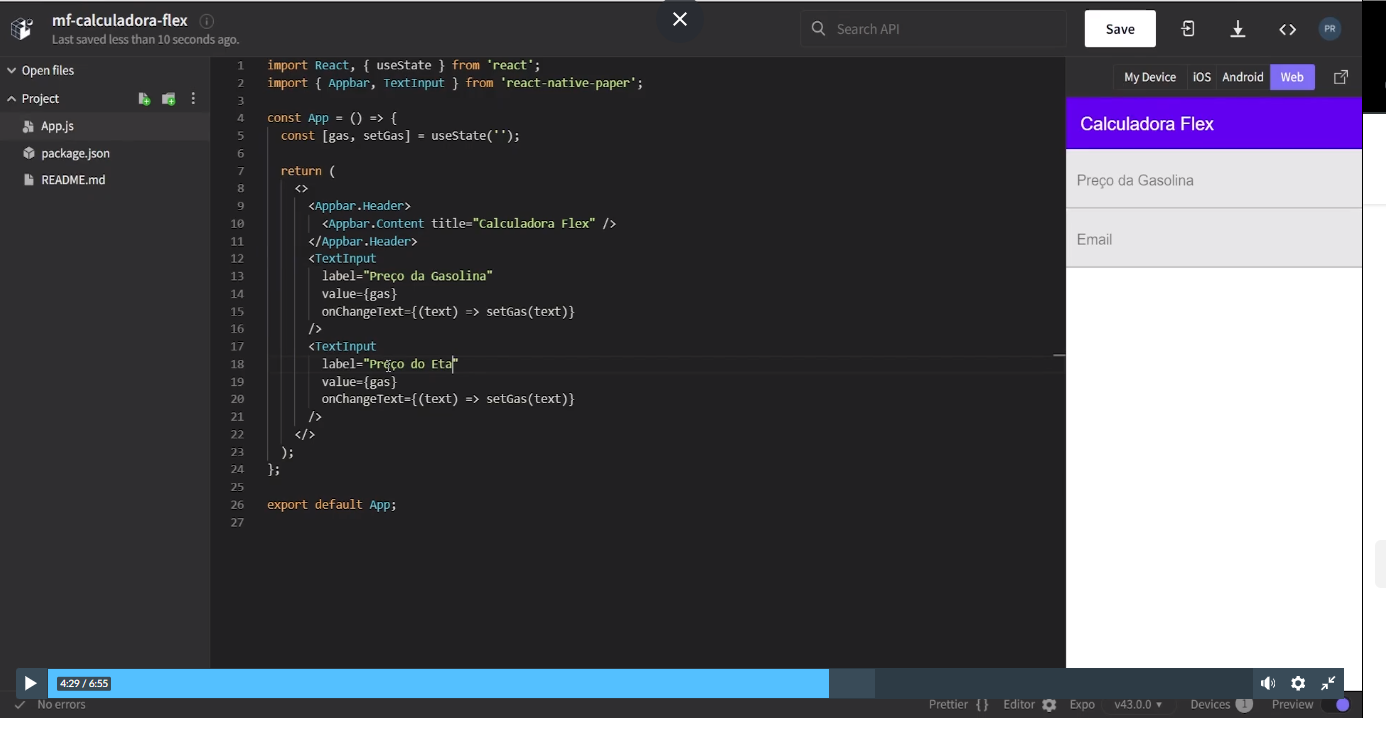 mf-calculadora-flex
Last saved less than 10 seconds ago.
Search API
Save
PR
Open files
Project
App.js
package.json
README.md
1 import React, { useState } from 'react';
2 import { Appbar, TextInput } from 'react-native-paper';
3
4 const App = () => {
5 const [gas, setGas] = useState('');
6
7 return (
8 <>
9 <Appbar.Header>
10 <Appbar.Content title="Calculadora Flex" />
11 </Appbar.Header>
12 <TextInput
13 label="Preço da Gasolina"
14 value={gas}
15 onChangeText={(text) => setGas(text)}
16 />
17 <TextInput
18 label="Preço do Eta"
19 value={gas}
20 onChangeText={(text) => setGas(text)}
21 />
22 </>
23 );
24 };
25
26 export default App;
27
My Device iOS Android Web
Calculadora Flex
Preço da Gasolina
Email
4:29 / 6:55
No errors
Prettier {} Editor Expo v43.0.0 Devices 1 Preview